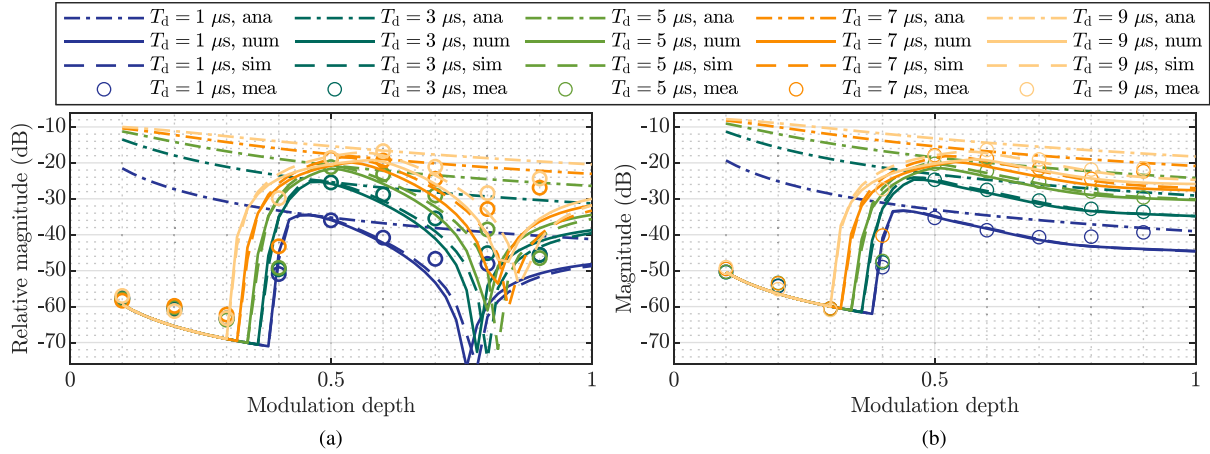 T_d = 1 μs, ana T_d = 3 μs, ana T_d = 5 μs, ana T_d = 7 μs, ana T_d = 9 μs, ana
T_d = 1 μs, num T_d = 3 μs, num T_d = 5 μs, num T_d = 7 μs, num T_d = 9 μs, num
T_d = 1 μs, sim T_d = 3 μs, sim T_d = 5 μs, sim T_d = 7 μs, sim T_d = 9 μs, sim
T_d = 1 μs, mea T_d = 3 μs, mea T_d = 5 μs, mea T_d = 7 μs, mea T_d = 9 μs, mea
Relative magnitude (dB)
-10
-20
-30
-40
-50
-60
-70
0 0.5 1
Modulation depth
(a)
Magnitude (dB)
-10
-20
-30
-40
-50
-60
-70
0 0.5 1
Modulation depth
(b)